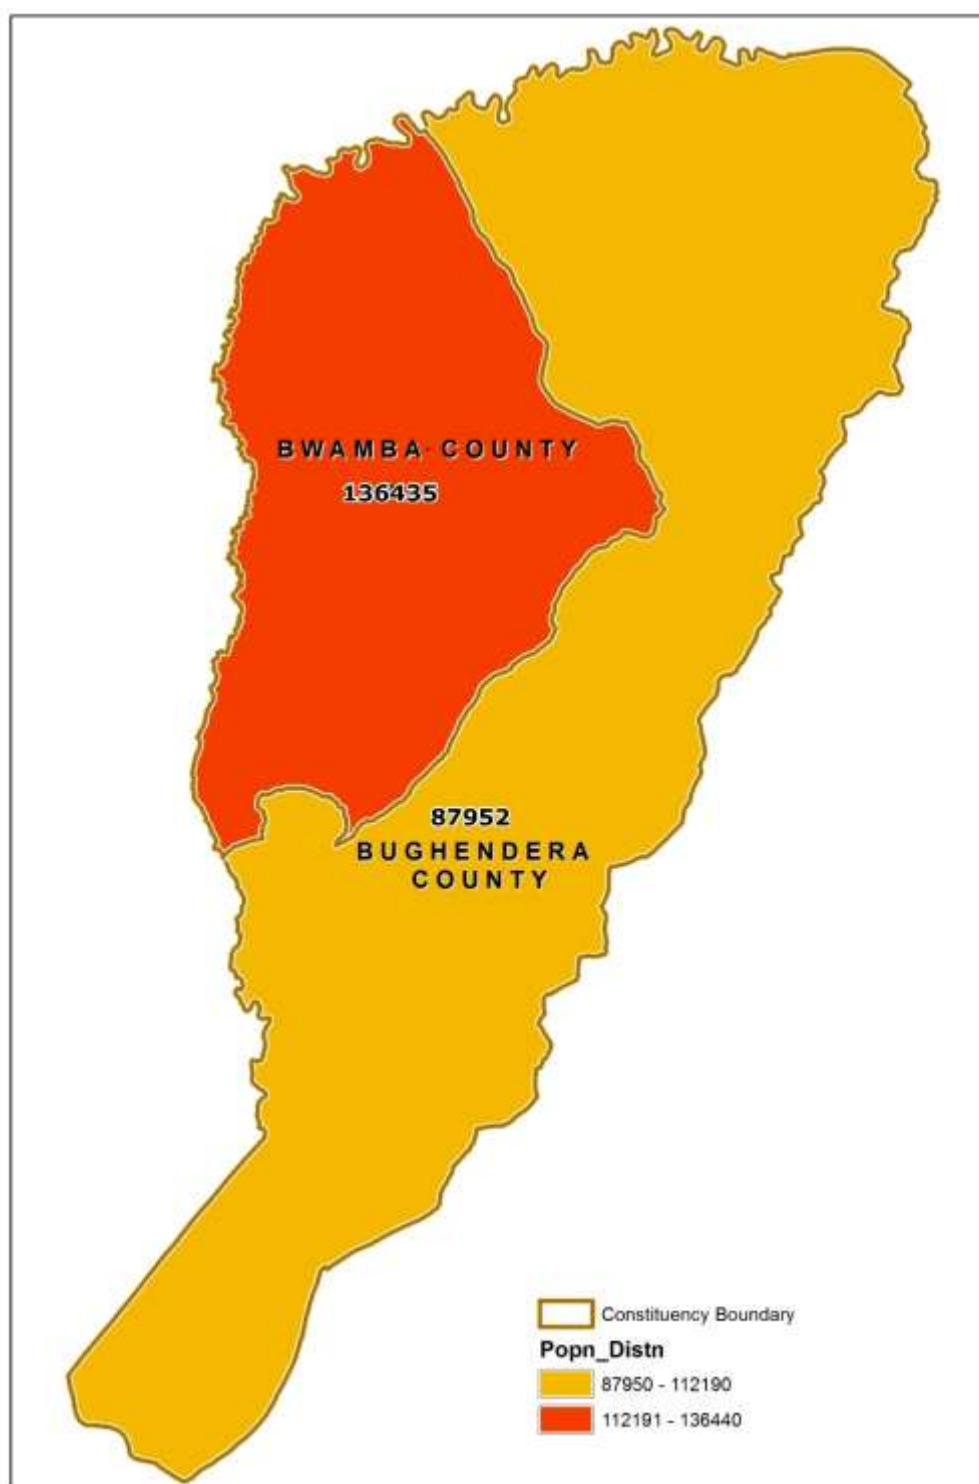 BWAMBA COUNTY
136435
87952
BUGHENDERA
COUNTY
Constituency Boundary
Popn_Distn
87950 - 112190
112191 - 136440